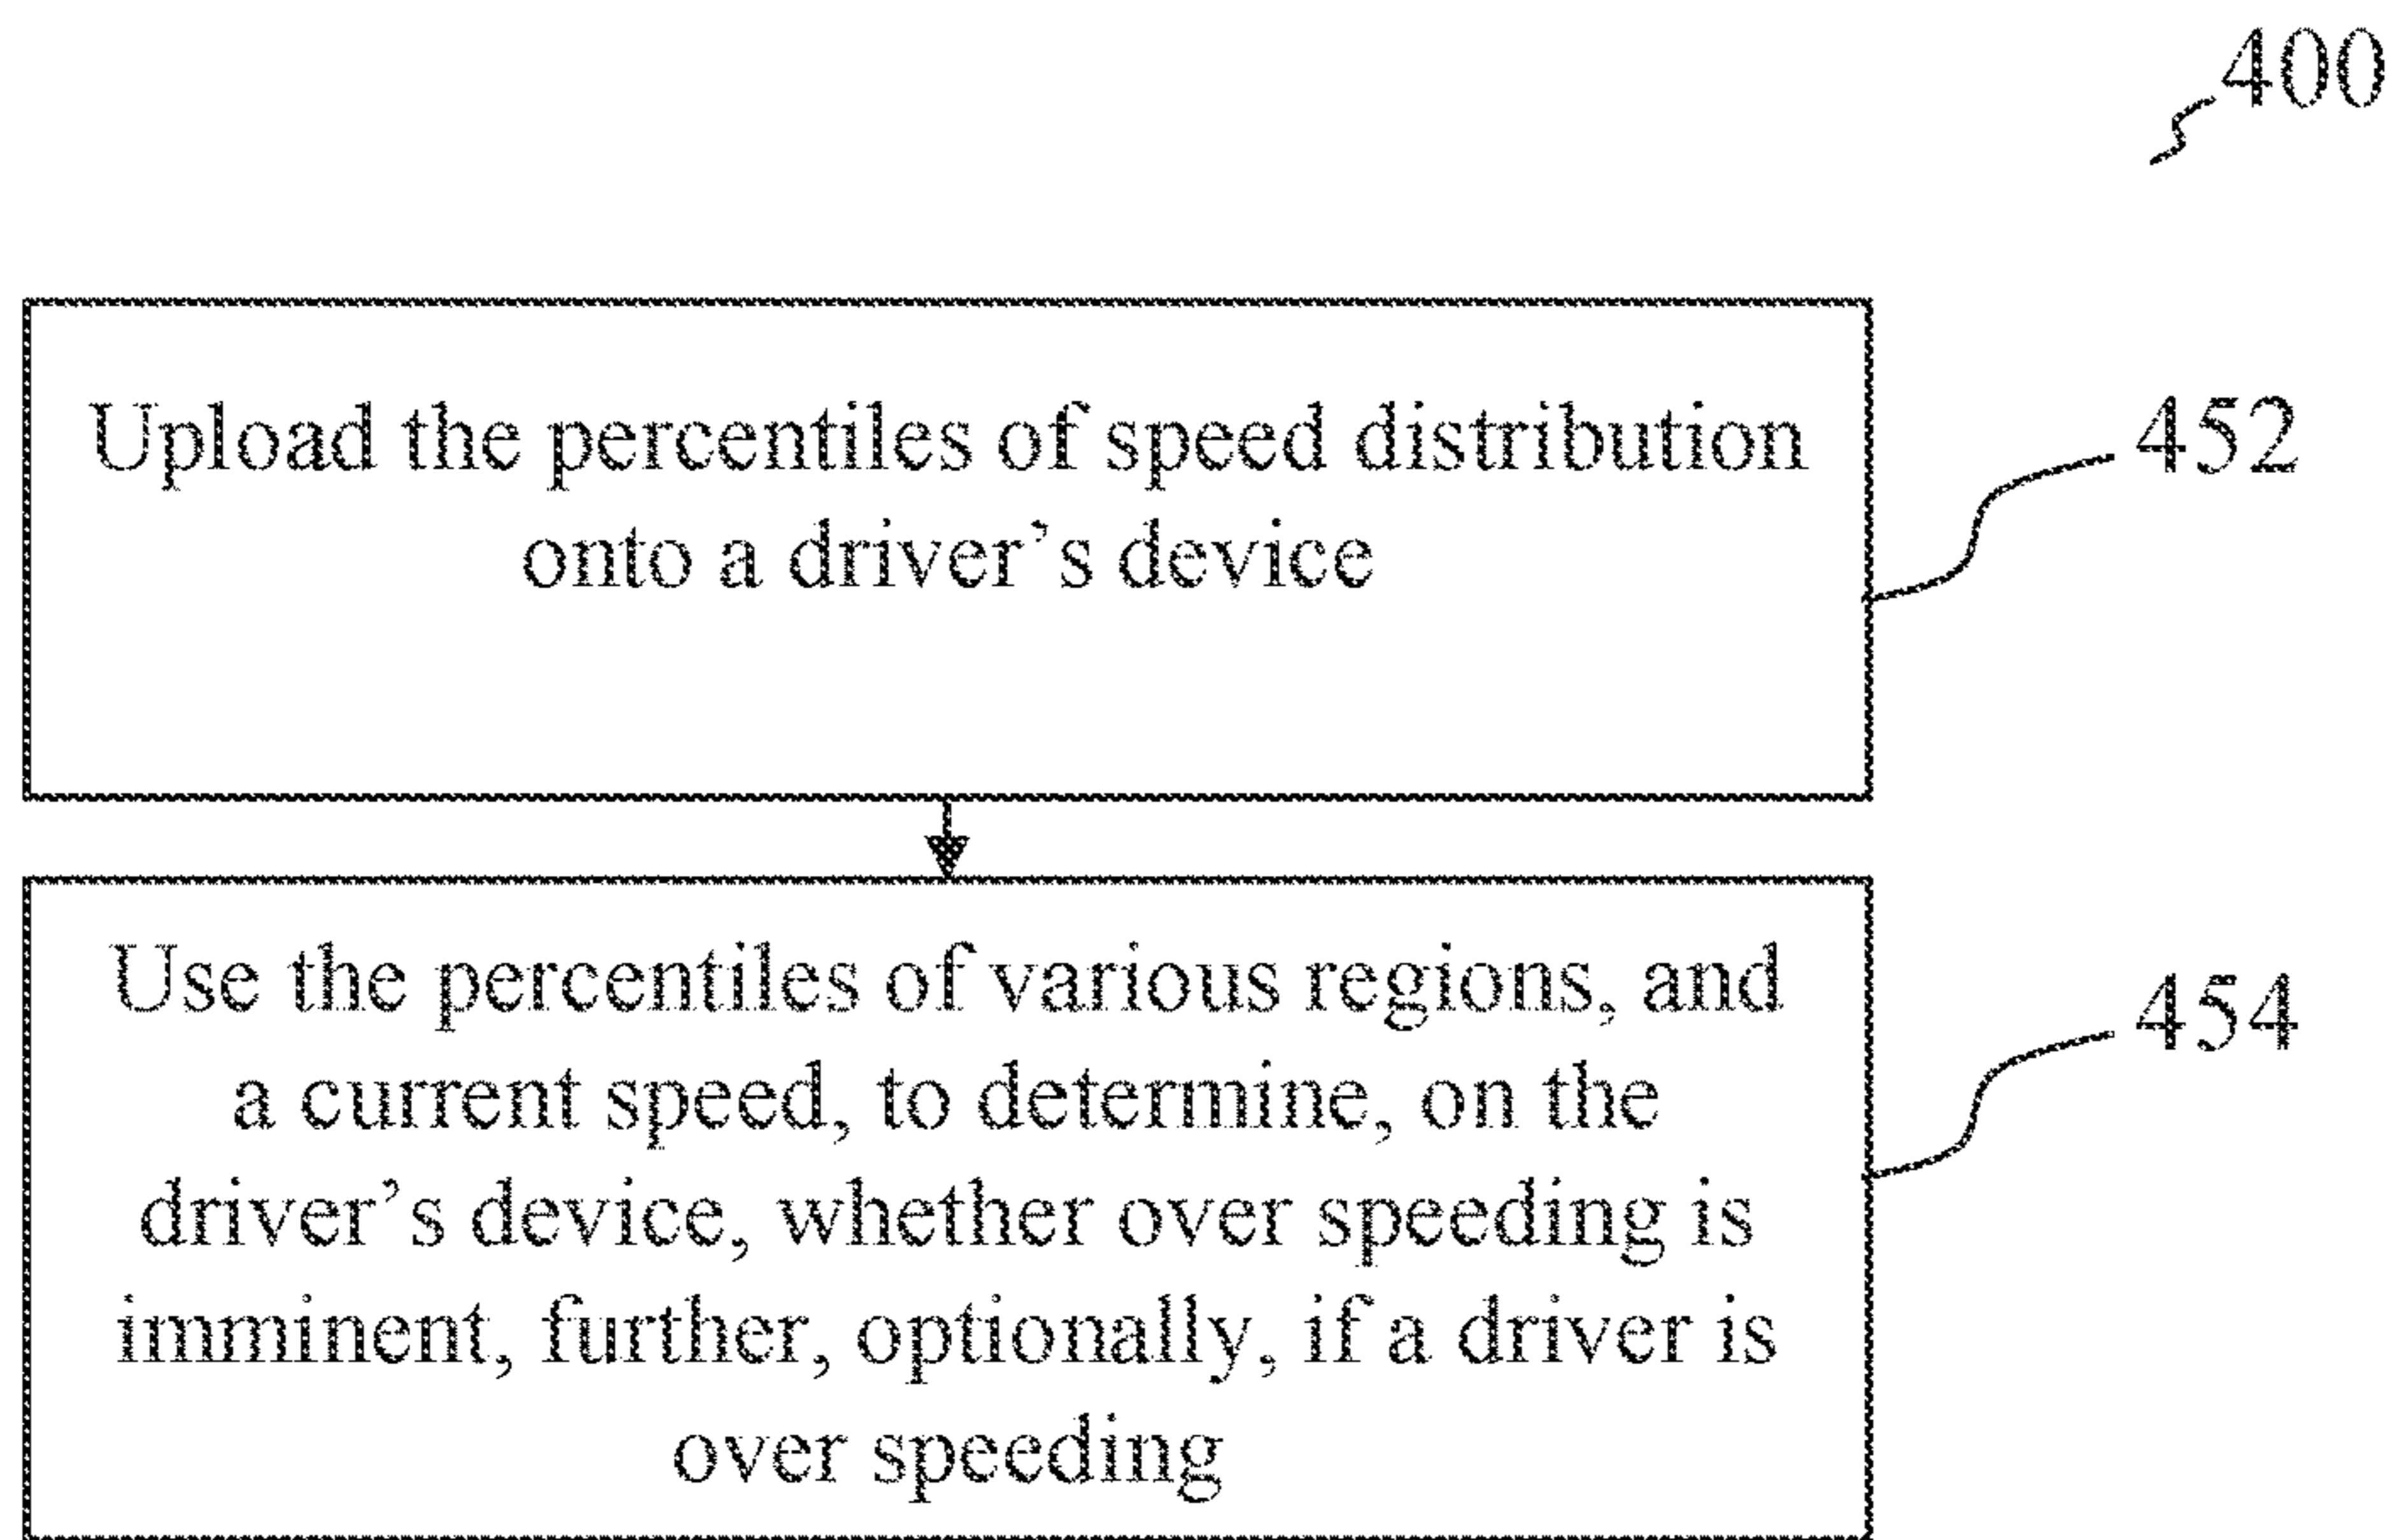 400
Upload the percentiles of speed distribution
onto a driver’s device
452
Use the percentiles of various regions, and
a current speed, to determine, on the
driver’s device, whether over speeding is
imminent, further, optionally, if a driver is
over speeding
454